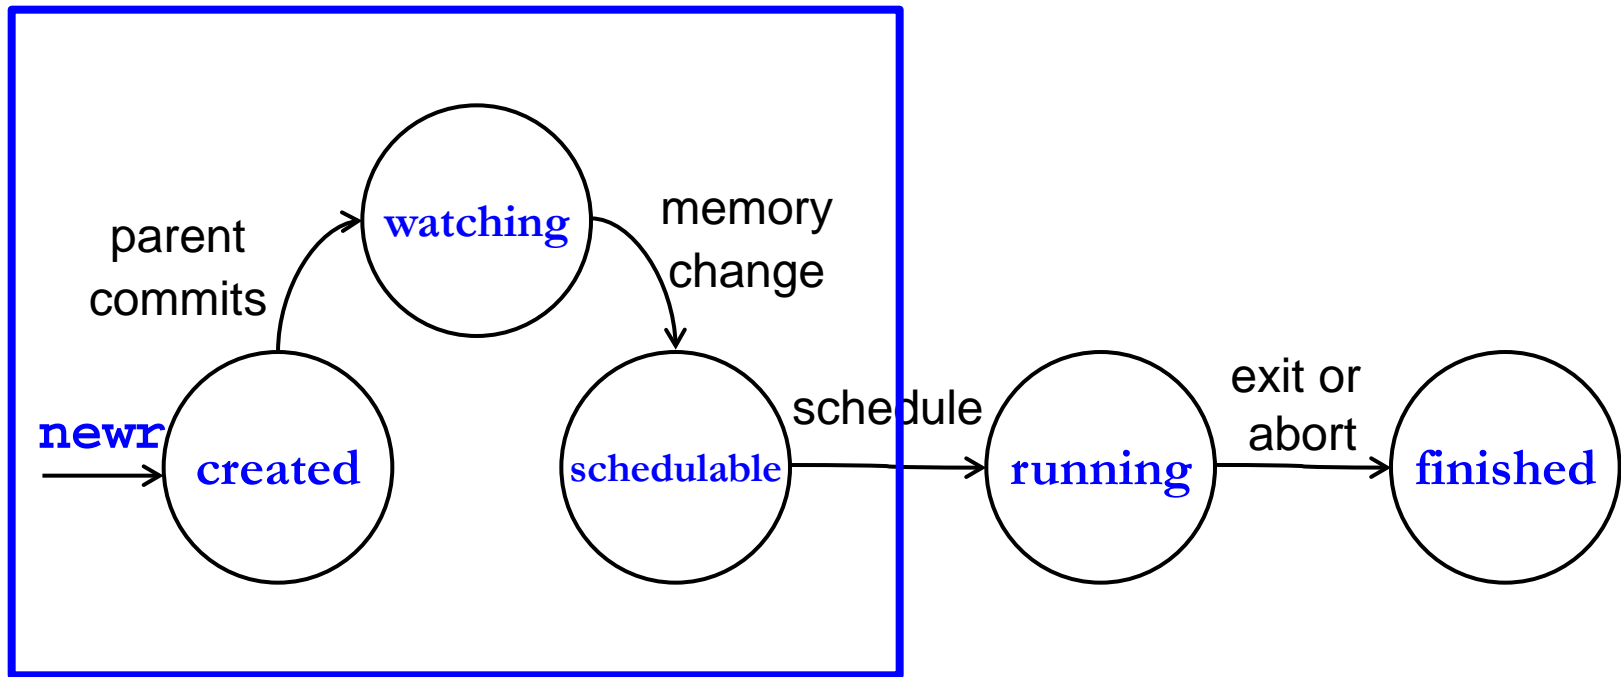 newr
created
parent
commits
watching
memory
change
schedulable
schedule
running
exit or
abort
finished